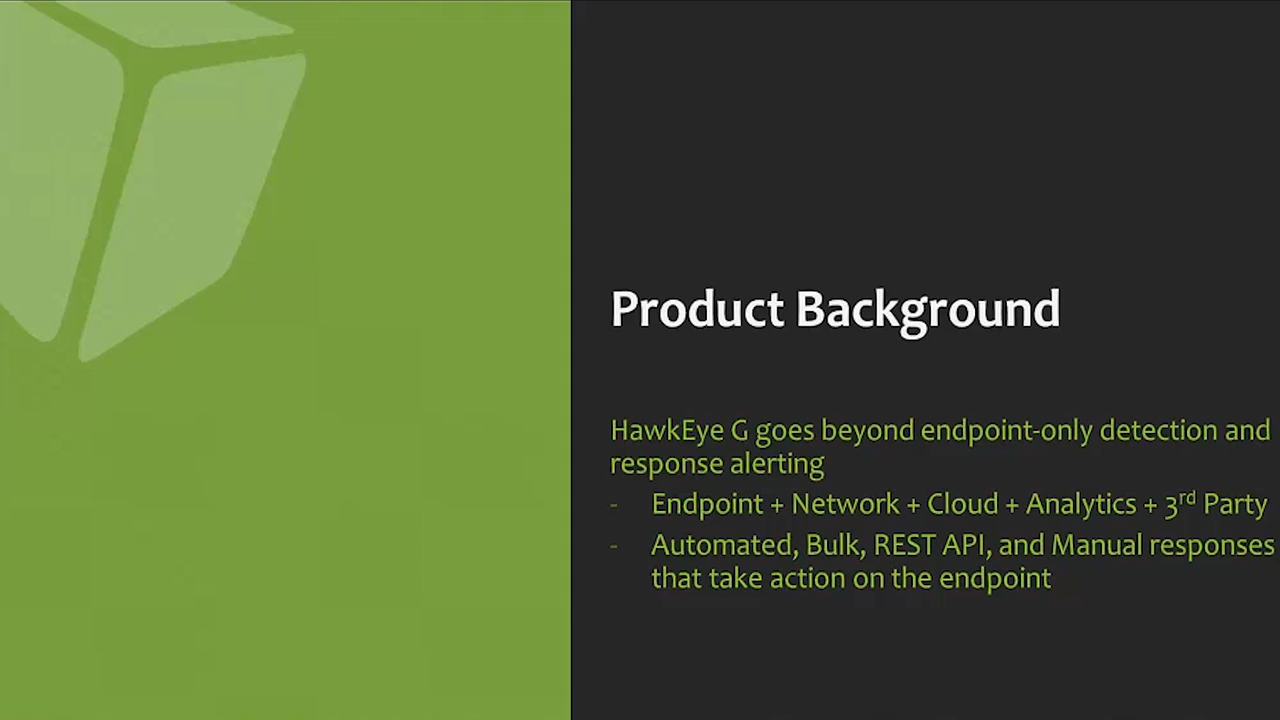 Product Background
HawkEye G goes beyond endpoint-only detection and
response alerting
- Endpoint + Network + Cloud + Analytics + 3rd Party
- Automated, Bulk, REST API, and Manual responses
that take action on the endpoint